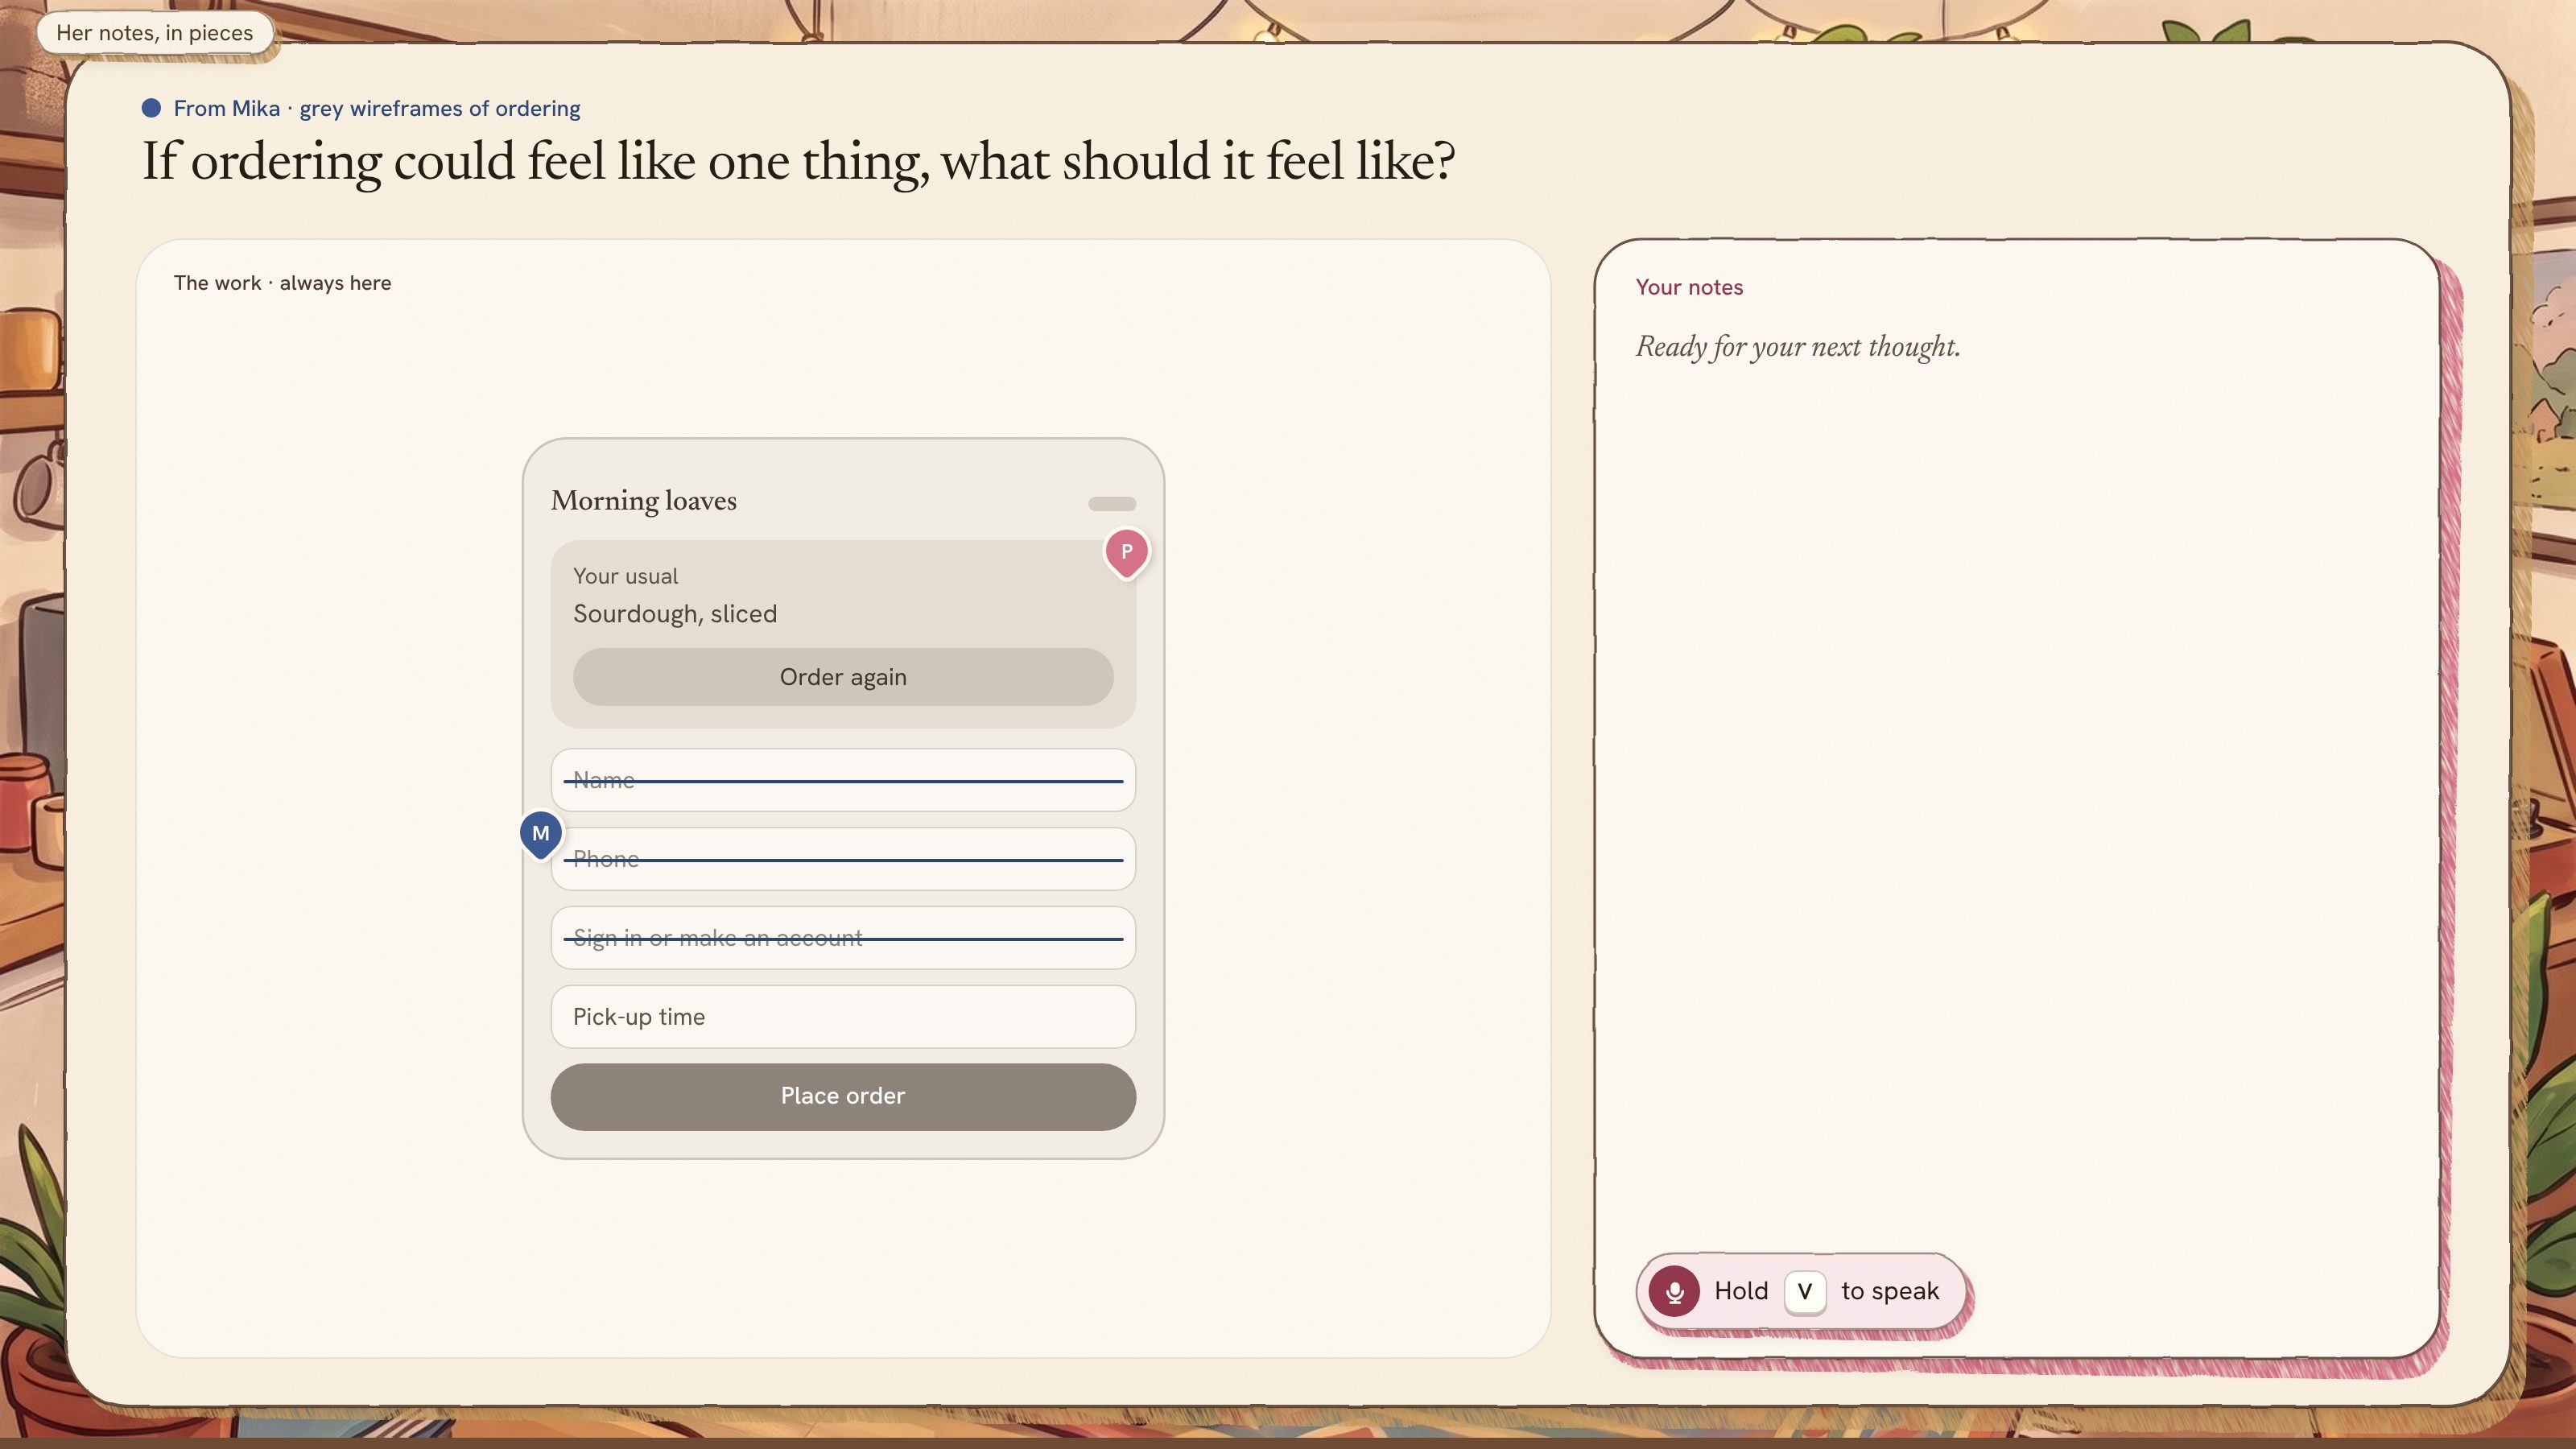 Her notes, in pieces
From Mika · grey wireframes of ordering
If ordering could feel like one thing, what should it feel like?
The work · always here
Morning loaves
P
Your usual
Sourdough, sliced
Order again
Name
M
Phone
Sign in or make an account
Pick-up time
Place order
Your notes
Ready for your next thought.
Hold V to speak